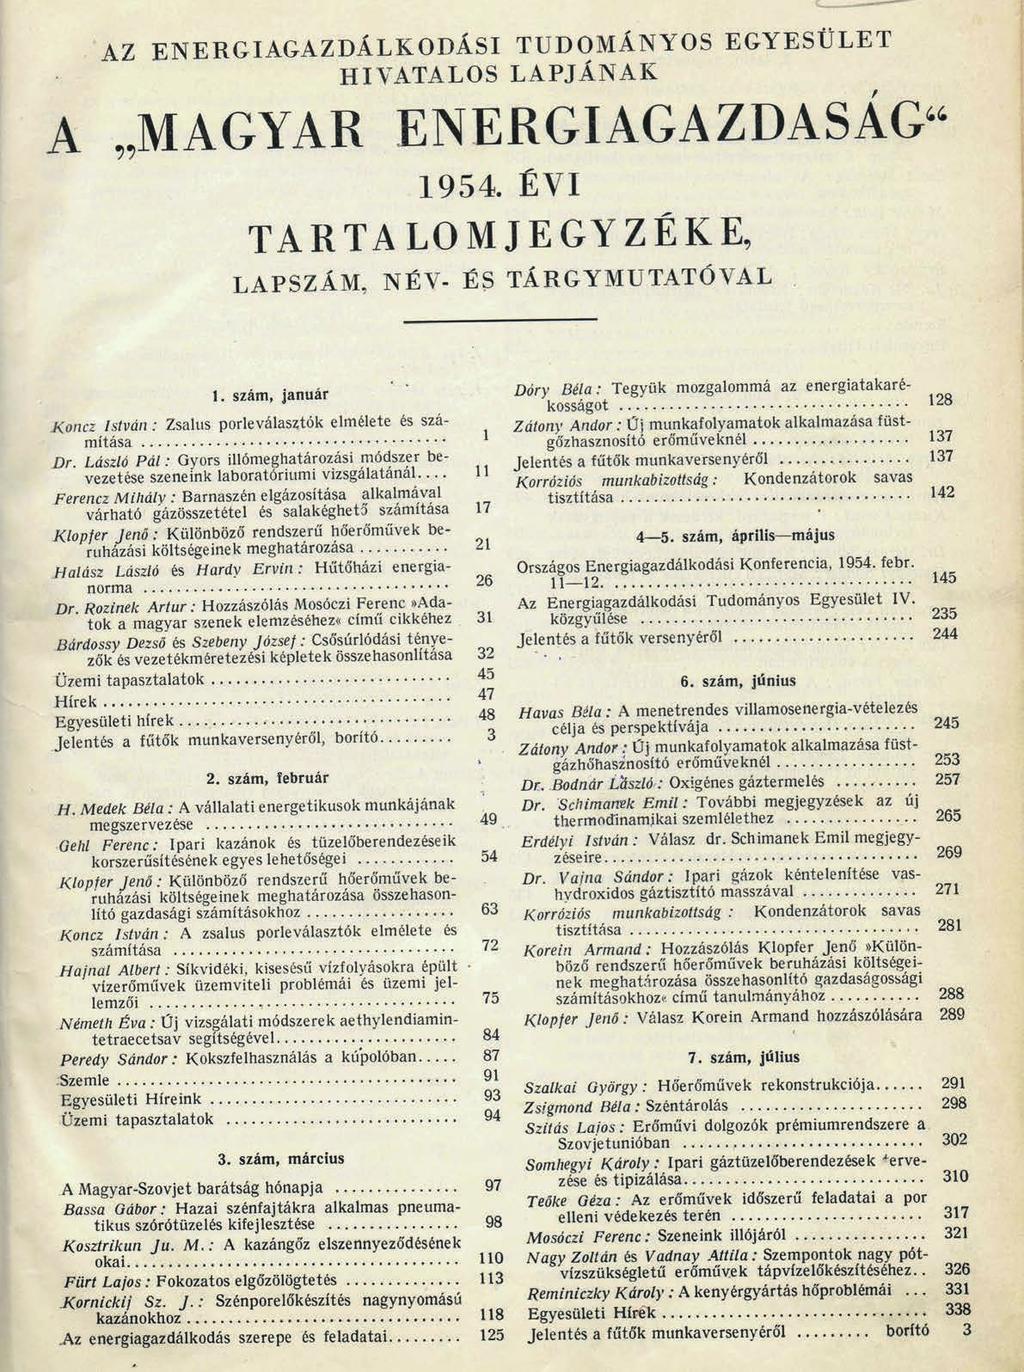 AZ ENERGIAGAZDÁLKODÁSI TUDOMÁNYOS EGYESÜLET
HIVATALOS LAPJÁNAK
A „MAGYAR ENERGIAGAZDASÁG“
1954. ÉVI
TARTALOMJEGYZÉKE,
LAPSZÁM, NÉV- ÉS TÁRGYMUTATÓVAL
1. szám, január
Koncz István : Zsalus porleválasztók elmélete és szá-
mítása .......... 1
Dr. László Pál : Gyors illómeghatározási módszer be-
vezetése szeneink laboratóriumi vizsgálatánál.... 11
Ferencz Mihály : Barnaszén elgázosítása alkalmával
várható gázösszetétel és salakéghető számítása 17
Klopfer Jenő : Különböző rendszerű hőerőművek be-
ruházási költségeinek meghatározása .......... 21
Halász László és Hardy Ervin : Hűtőházi energia-
norma .......... 26
Dr. Rozinek Artur : Hozzászólás Mosóczi Ferenc »Ada-
tok a magyar szenek elemzéséhez« című cikkéhez 31
Bárdossy Dezső és Szebeny József : Csősúrlódási ténye-
zők és vezetékméretezési képletek összehasonlítása 32
Üzemi tapasztalatok .......... 45
Hírek .......... 47
Egyesületi hírek .......... 48
Jelentés a fűtők munkaversenyéről, borító.......... 3
2. szám, február
H. Medek Béla : A vállalati energetikusok munkájának
megszervezése .......... 49
Gehl Ferenc : Ipari kazánok és tüzelőberendezéseik
korszerűsítésének egyes lehetőségei .......... 54
Klopfer Jenő : Különböző rendszerű hőerőművek be-
ruházási költségeinek meghatározása összehason-
lító gazdasági számításokhoz .......... 63
Koncz István : A zsalus porleválasztók elmélete és
számítása .......... 72
Hajnal Albert : Síkvidéki, kisesésű vízfolyásokra épült
vízerőművek üzemviteli problémái és üzemi jel-
lemzői .......... 75
Németh Éva : Új vizsgálati módszerek aethylendiamin-
tetraecetsav segítségével .......... 84
Peredy Sándor : Kokszfelhasználás a kúpolóban..... 87
Szemle .......... 91
Egyesületi Híreink .......... 93
Üzemi tapasztalatok .......... 94
3. szám, március
A Magyar-Szovjet barátság hónapja .......... 97
Bassa Gábor : Hazai szénfajtákra alkalmas pneuma-
tikus szórótüzelés kifejlesztése .......... 98
Kosztrikun Ju. M. : A kazángőz elszennyeződésének
okai .......... 110
Fürt Lajos : Fokozatos elgőzölögtetés .......... 113
Kornickij Sz. J. : Szénporelőkészítés nagynyomású
kazánokhoz .......... 118
Az energiagazdálkodás szerepe és feladatai.......... 125
Dóry Béla : Tegyük mozgalommá az energiatakaré-
kosságot .......... 128
Zátony Andor : Új munkafolyamatok alkalmazása füst-
gőzhasznosító erőműveknél .......... 137
Jelentés a fűtők munkaversenyéről .......... 137
Korróziós munkabizottság : Kondenzátorok savas
tisztítása .......... 142
4—5. szám, április—május
Országos Energiagazdálkodási Konferencia, 1954. febr.
11—12. .......... 145
Az Energiagazdálkodási Tudományos Egyesület IV.
közgyűlése .......... 235
Jelentés a fűtők versenyéről .......... 244
6. szám, június
Havas Béla : A menetrendes villamosenergia-vételezés
célja és perspektívája .......... 245
Zátony Andor : Új munkafolyamatok alkalmazása füst-
gázhőhasznosító erőműveknél .......... 253
Dr. Bodnár László : Oxigénes gáztermelés .......... 257
Dr. Schimanek Emil : További megjegyzések az új
thermodinamikai szemlélethez .......... 265
Erdélyi István : Válasz dr. Schimanek Emil megjegy-
zéseire .......... 269
Dr. Vajna Sándor : Ipari gázok kéntelenítése vas-
hydroxidos gáztisztító masszával .......... 271
Korróziós munkabizottság : Kondenzátorok savas
tisztítása .......... 281
Korein Armand : Hozzászólás Klopfer Jenő »Külön-
böző rendszerű hőerőművek beruházási költségei-
nek meghatározása összehasonlító gazdaságossági
számításokhoz« című tanulmányához .......... 288
Klopfer Jenő : Válasz Korein Armand hozzászólására 289
7. szám, július
Szalkai György : Hőerőművek rekonstrukciója...... 291
Zsigmond Béla : Széntárolás .......... 298
Szitás Lajos : Erőművi dolgozók prémiumrendszere a
Szovjetunióban .......... 302
Somhegyi Károly : Ipari gáztüzelőberendezések terve-
zése és tipizálása .......... 310
Teőke Géza : Az erőművek időszerű feladatai a por
elleni védekezés terén .......... 317
Mosóczi Ferenc : Szeneink illójáról .......... 321
Nagy Zoltán és Vadnay Attila : Szempontok nagy pót-
vízszükségletű erőművek tápvízelőkészítéséhez.. 326
Reminiczky Károly : A kenyérgyártás hőproblémái ... 331
Egyesületi Hírek .......... 338
Jelentés a fűtők munkaversenyéről .......... borító 3